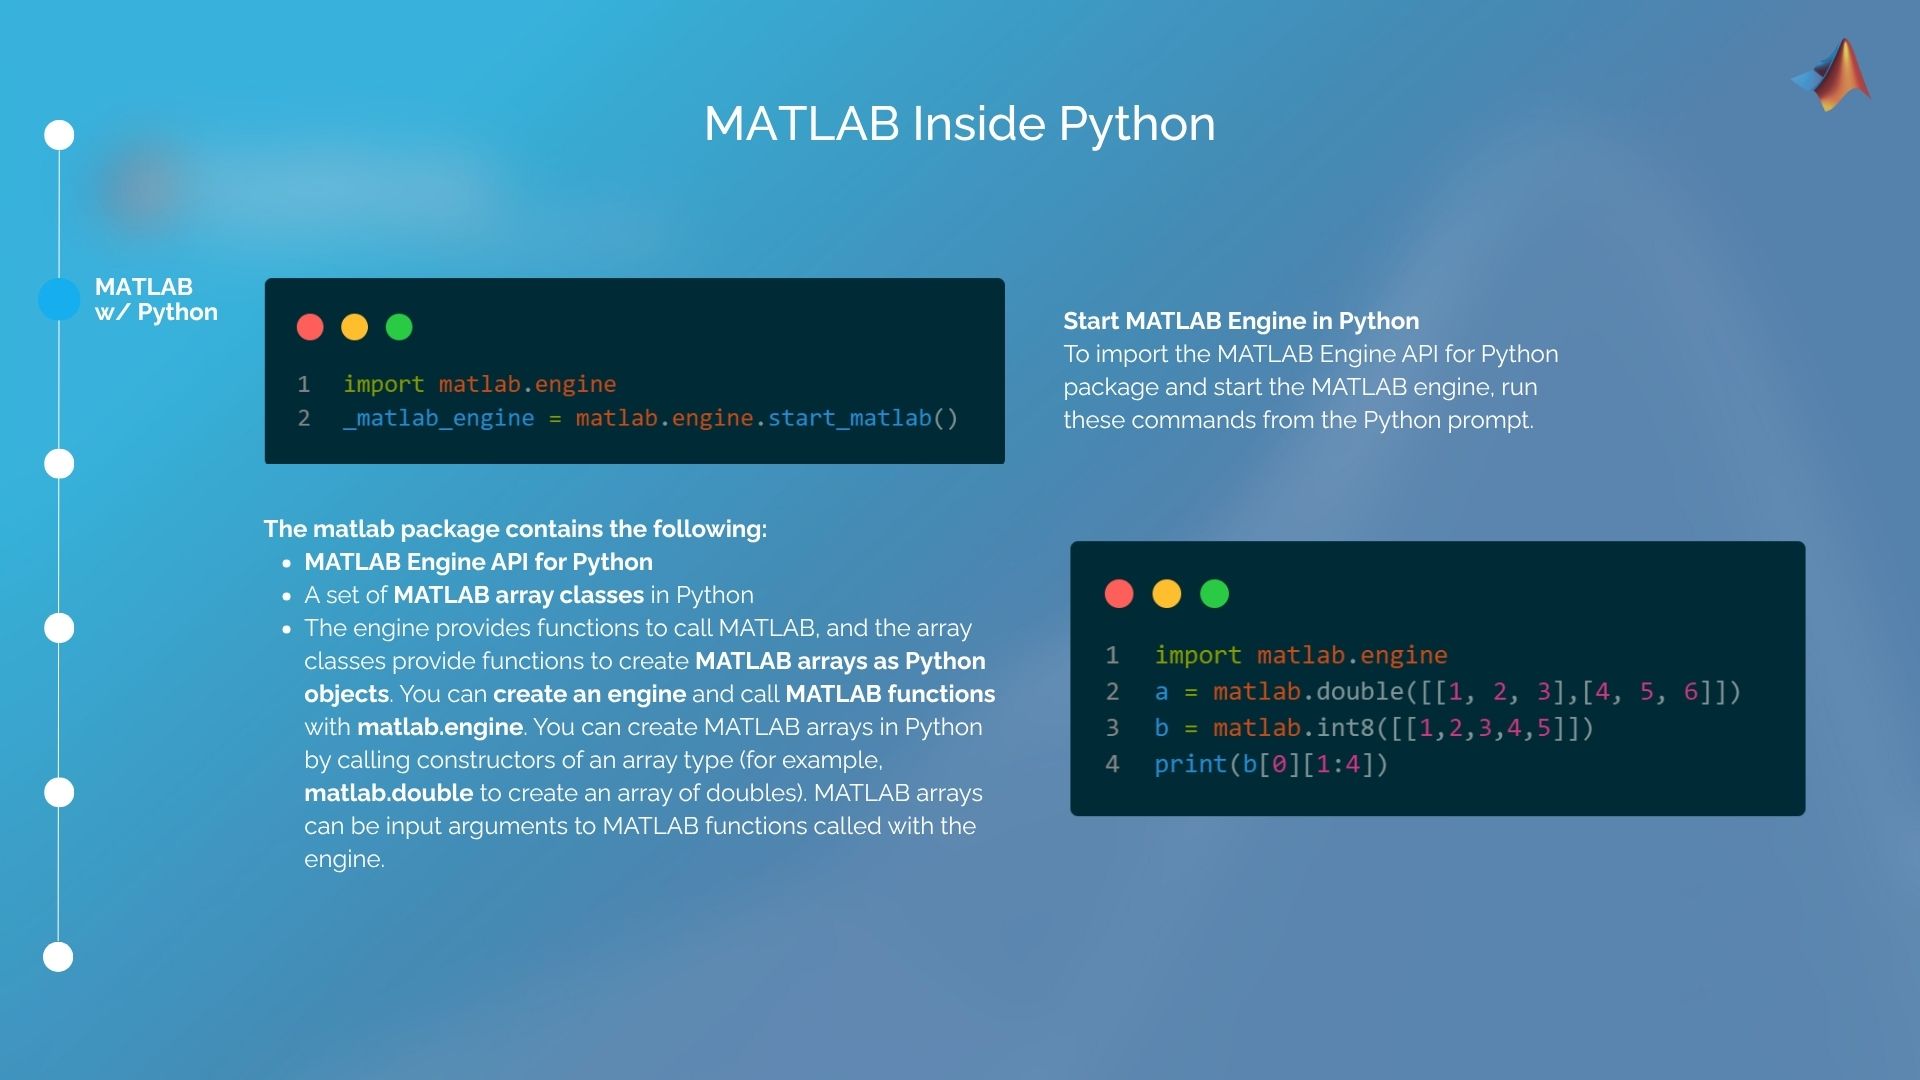 MATLAB Inside Python
MATLAB
w/ Python
1 import matlab.engine
2 _matlab_engine = matlab.engine.start_matlab()
Start MATLAB Engine in Python
To import the MATLAB Engine API for Python
package and start the MATLAB engine, run
these commands from the Python prompt.
The matlab package contains the following:
• MATLAB Engine API for Python
• A set of MATLAB array classes in Python
• The engine provides functions to call MATLAB, and the array
classes provide functions to create MATLAB arrays as Python
objects. You can create an engine and call MATLAB functions
with matlab.engine. You can create MATLAB arrays in Python
by calling constructors of an array type (for example,
matlab.double to create an array of doubles). MATLAB arrays
can be input arguments to MATLAB functions called with the
engine.
1 import matlab.engine
2 a = matlab.double([[1, 2, 3],[4, 5, 6]])
3 b = matlab.int8([[1,2,3,4,5]])
4 print(b[0][1:4])